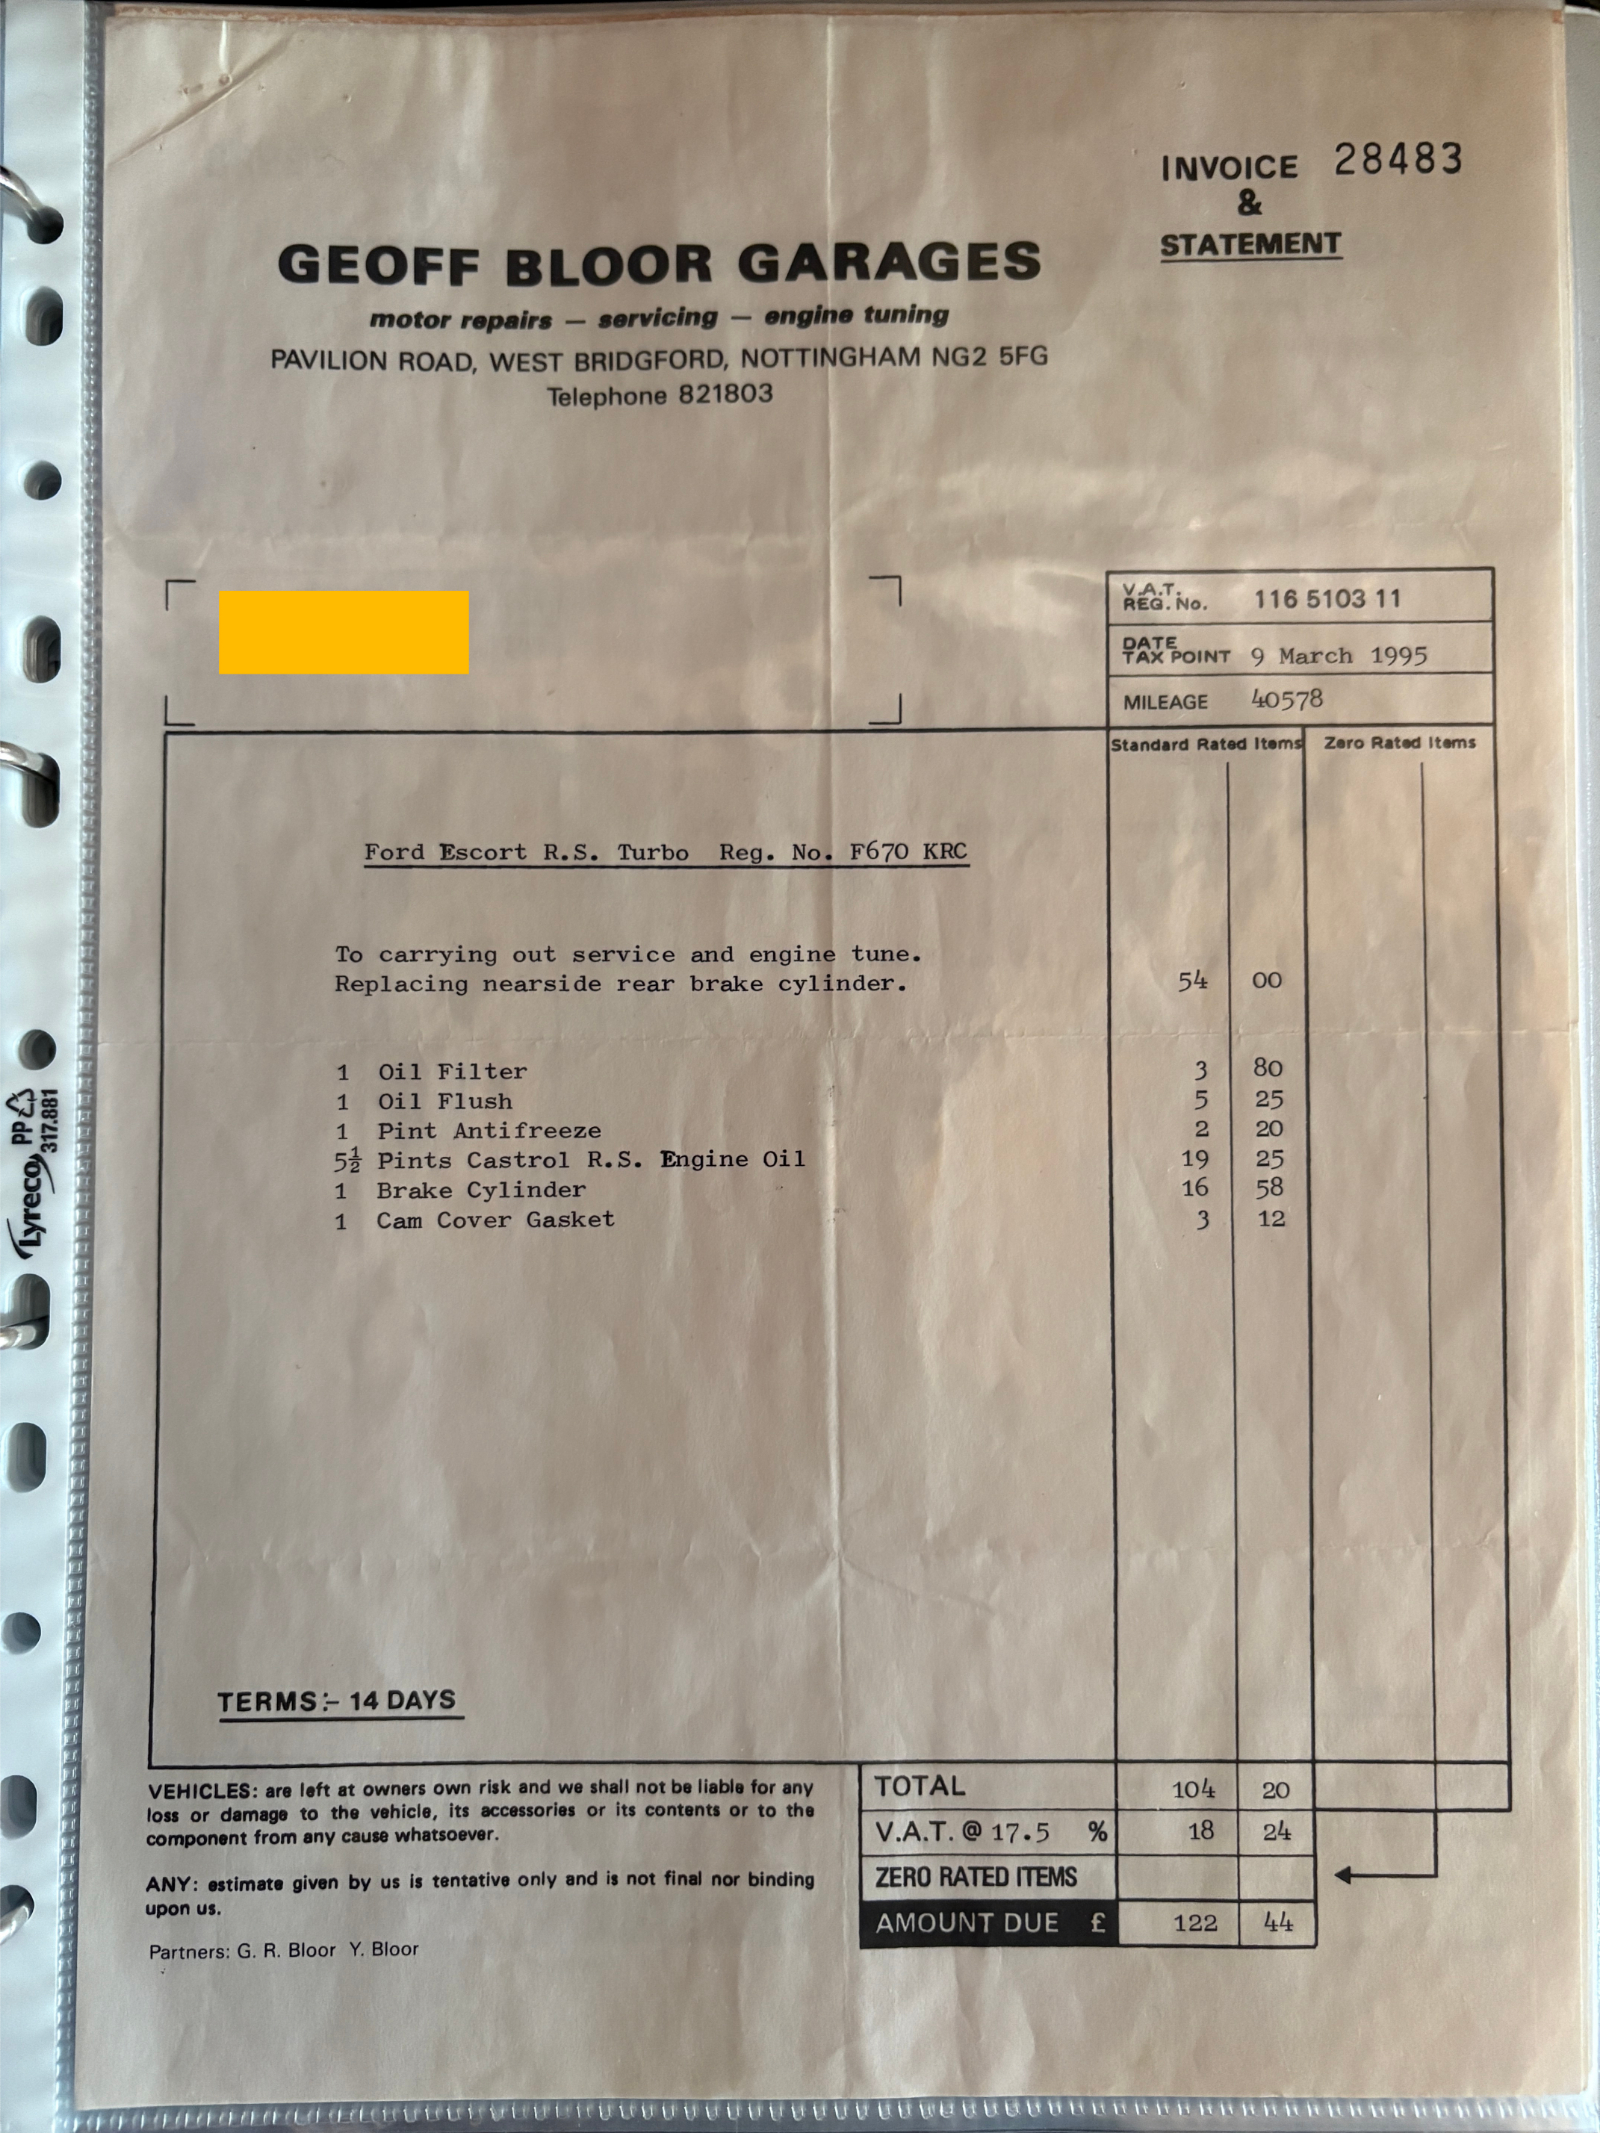 INVOICE 28483
&
STATEMENT
GEOFF BLOOR GARAGES
motor repairs — servicing — engine tuning
PAVILION ROAD, WEST BRIDGFORD, NOTTINGHAM NG2 5FG
Telephone 821803
V.A.T. REG. No. 116 5103 11
DATE TAX POINT 9 March 1995
MILEAGE 40578
Standard Rated Items Zero Rated Items
Ford Escort R.S. Turbo Reg. No. F670 KRC
To carrying out service and engine tune.
Replacing nearside rear brake cylinder. 54 00
1 Oil Filter 3 80
1 Oil Flush 5 25
1 Pint Antifreeze 2 20
5½ Pints Castrol R.S. Engine Oil 19 25
1 Brake Cylinder 16 58
1 Cam Cover Gasket 3 12
TERMS:- 14 DAYS
VEHICLES: are left at owners own risk and we shall not be liable for any
loss or damage to the vehicle, its accessories or its contents or to the
component from any cause whatsoever.
ANY: estimate given by us is tentative only and is not final nor binding
upon us.
Partners: G. R. Bloor Y. Bloor
TOTAL 104 20
V.A.T. @ 17.5 % 18 24
ZERO RATED ITEMS
AMOUNT DUE £ 122 44
Lyreco PP 317.881